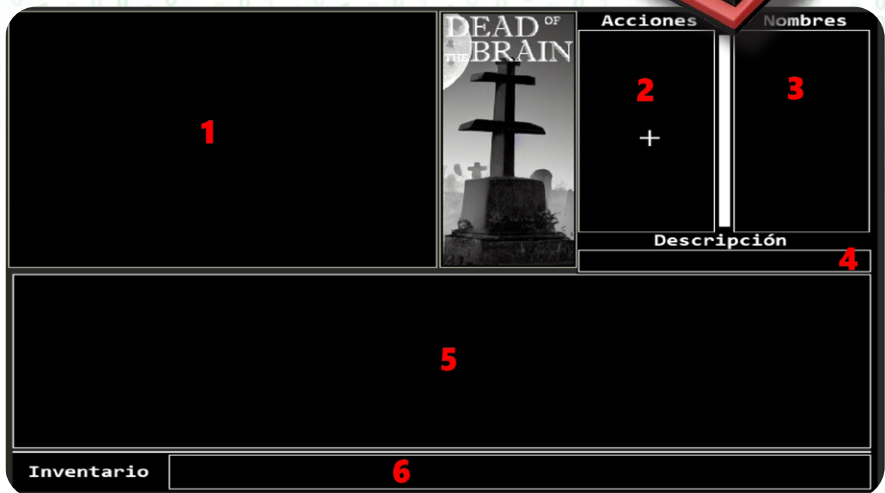 DEAD OF
THE BRAIN
Acciones
Nombres
1
2
3
Descripción
4
5
Inventario
6